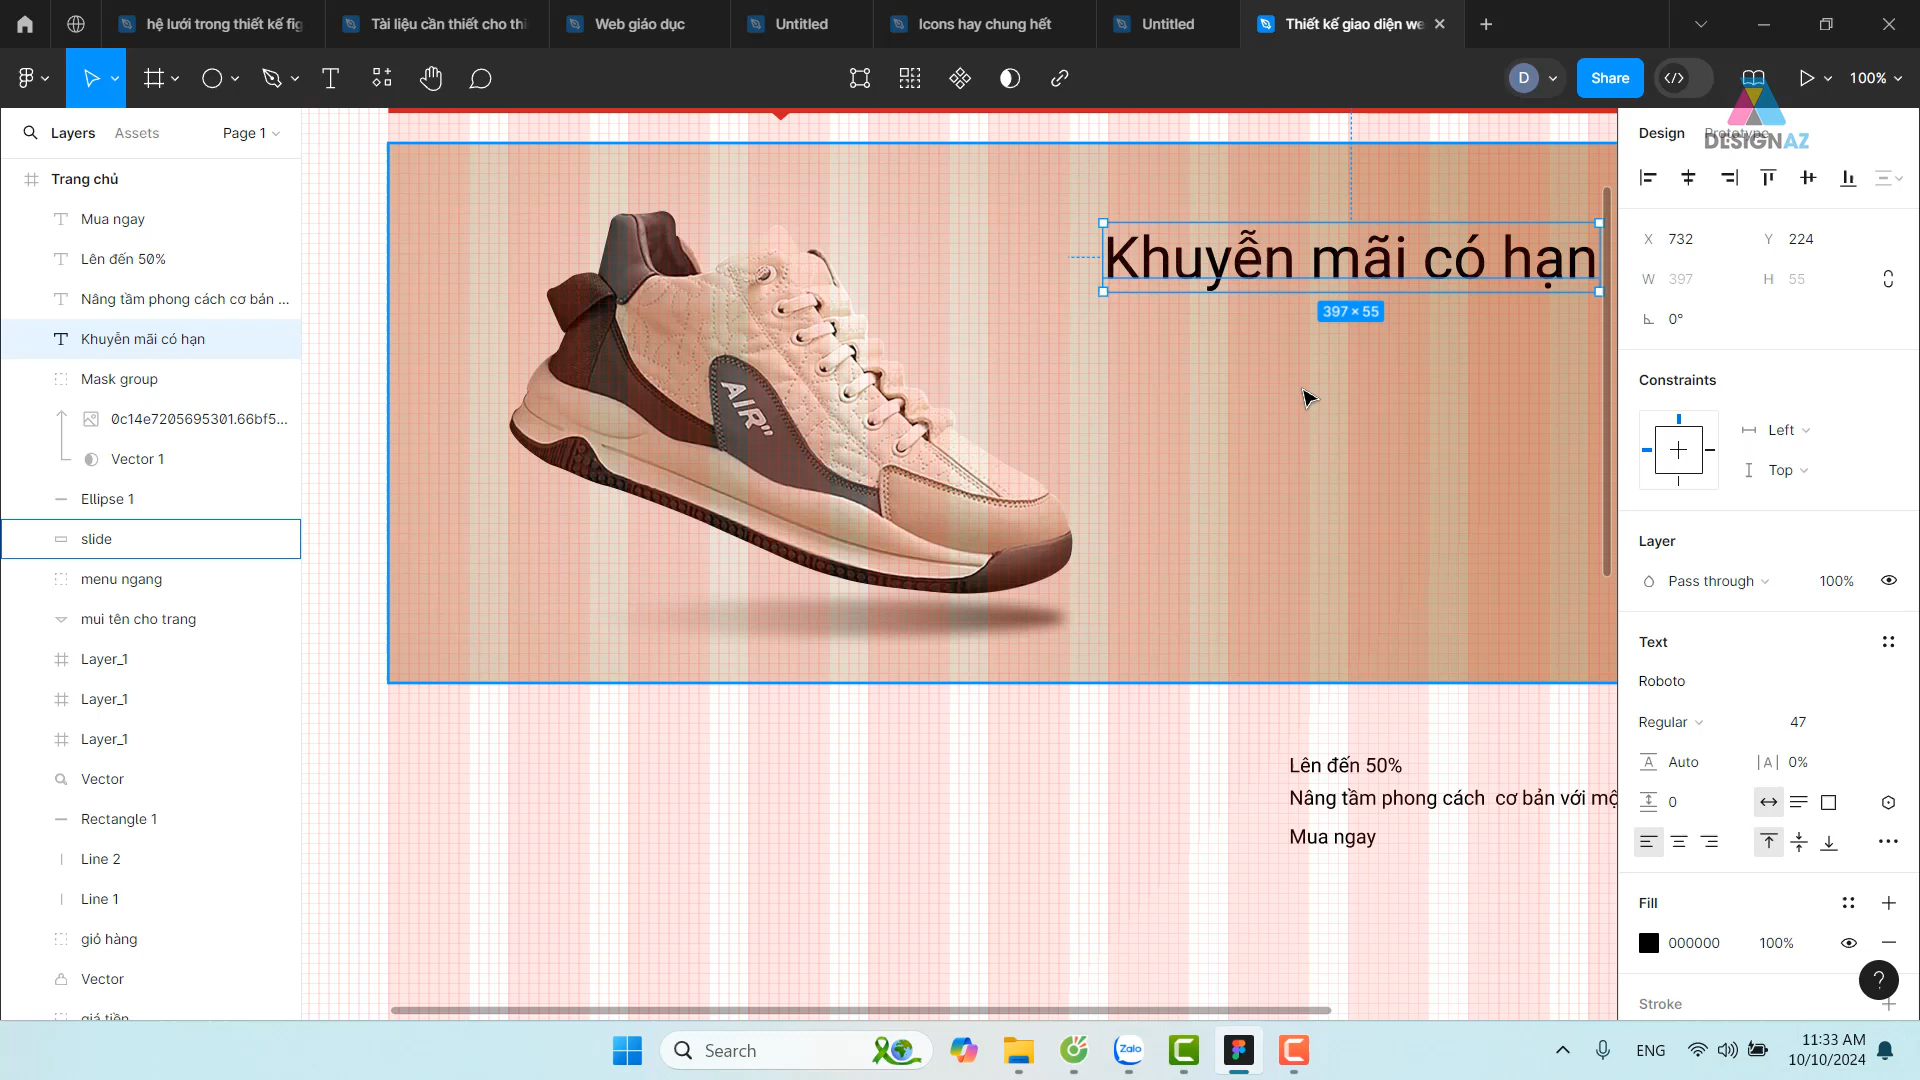 hệ lưới trong thiết kế fig
Tài liệu cần thiết cho thi
Web giáo dục
Untitled
Icons hay chung hết
Untitled
Thiết kế giao diện we
D
Share
100%
Layers
Assets
Page 1
Design
Prototype
DESIGNAZ
Trang chủ
Mua ngay
Lên đến 50%
Nâng tầm phong cách cơ bản ...
Khuyễn mãi có hạn
Mask group
0c14e7205695301.66bf5...
Vector 1
Ellipse 1
slide
menu ngang
mui tên cho trang
Layer_1
Layer_1
Layer_1
Vector
Rectangle 1
Line 2
Line 1
giỏ hàng
Vector
giá tiền
Khuyễn mãi có hạn
397 × 55
AIR"
Lên đến 50%
Nâng tầm phong cách  cơ bản với mộ
Mua ngay
X 732
Y 224
W 397
H 55
0°
Constraints
Left
Top
Layer
Pass through
100%
Text
Roboto
Regular
47
Auto
|A| 0%
0
Fill
000000
100%
?
Stroke
Search
Zalo
ENG
11:33 AM
10/10/2024